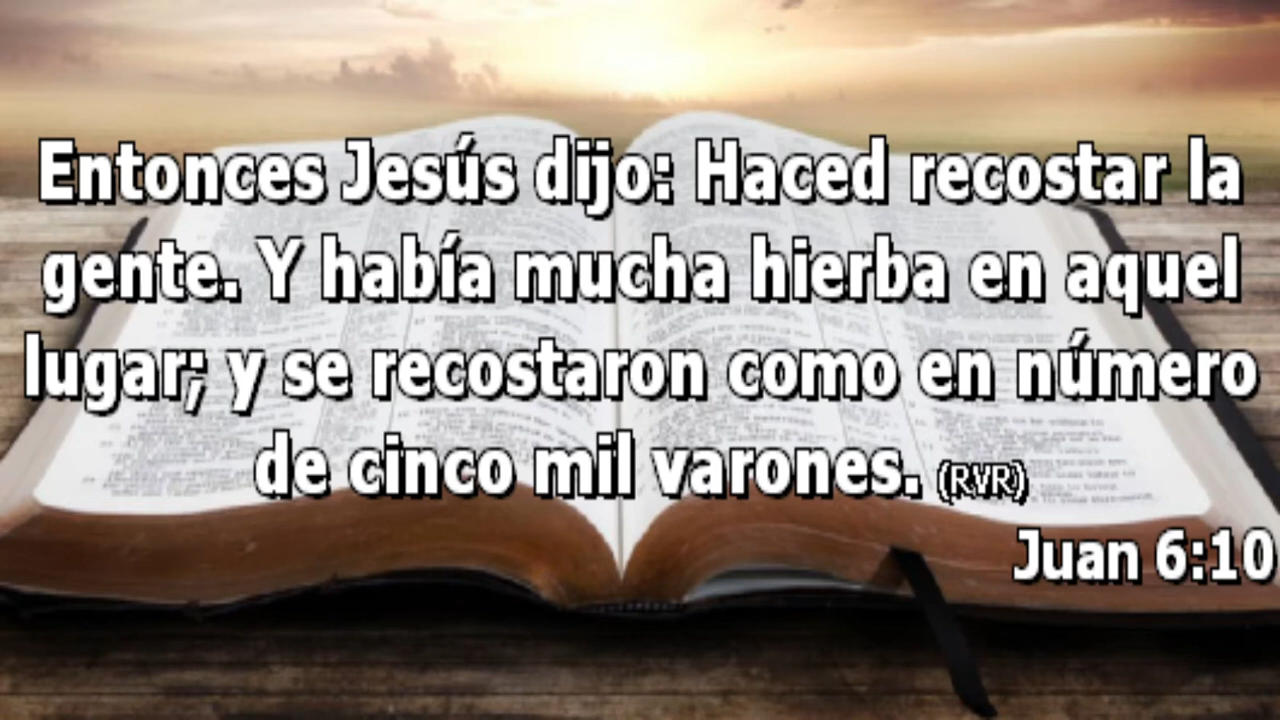 Entonces Jesús dijo: Haced recostar la
gente. Y había mucha hierba en aquel
lugar; y se recostaron como en número
de cinco mil varones. (RVR)
Juan 6:10